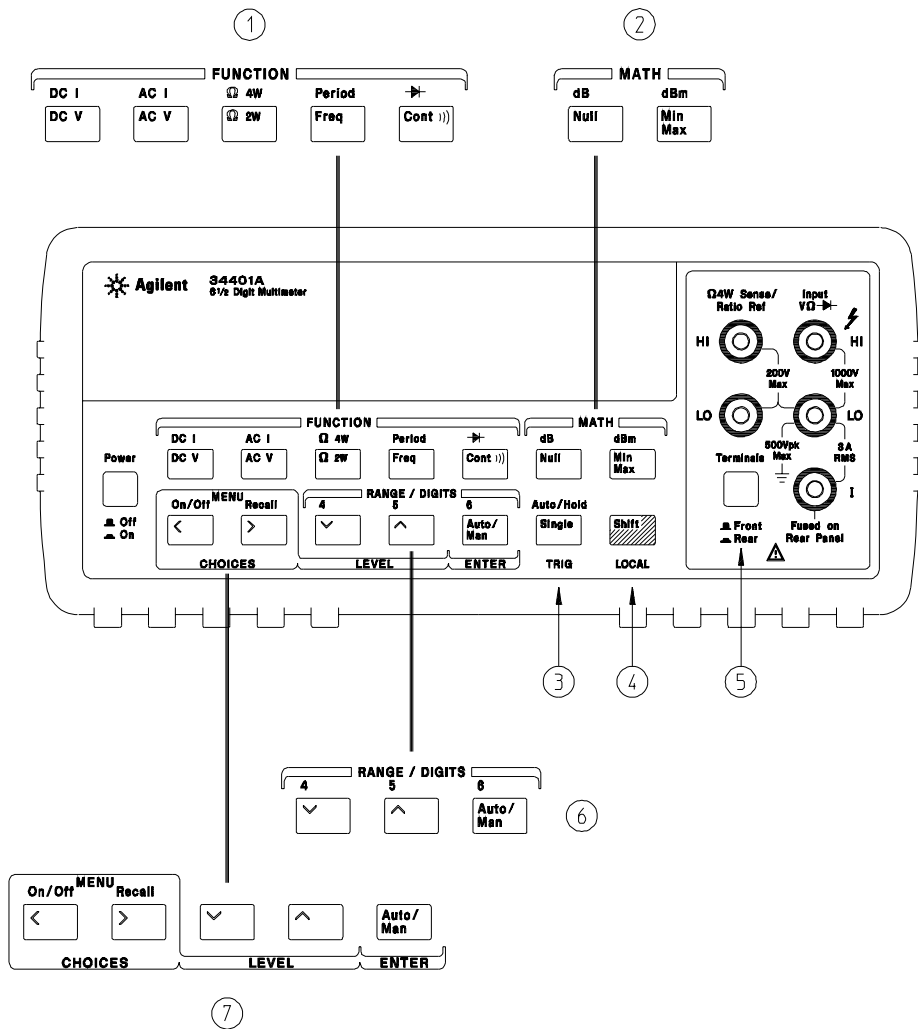 1
2
FUNCTION
MATH
DC I AC I Ω 4W Period
dB dBm
DC V AC V Ω 2W Freq Cont )))
Null Min Max
Agilent 34401A
6½ Digit Multimeter
Ω4W Sense/ Ratio Ref
Input VΩ
HI HI
200V Max
1000V Max
LO LO
500Vpk Max
3A RMS
FUNCTION
MATH
DC I AC I Ω 4W Period
dB dBm
DC V AC V Ω 2W Freq Cont )))
Null Min Max
Power
Off
On
MENU
On/Off Recall
< >
CHOICES
RANGE / DIGITS
4 5 6
Auto/ Man
LEVEL
ENTER
Auto/Hold
Single
TRIG
Shift
LOCAL
Terminals
Front
Rear
I
Fused on Rear Panel
3
4
5
RANGE / DIGITS
4 5 6
Auto/ Man
6
MENU
On/Off Recall
< >
Auto/ Man
CHOICES LEVEL ENTER
7